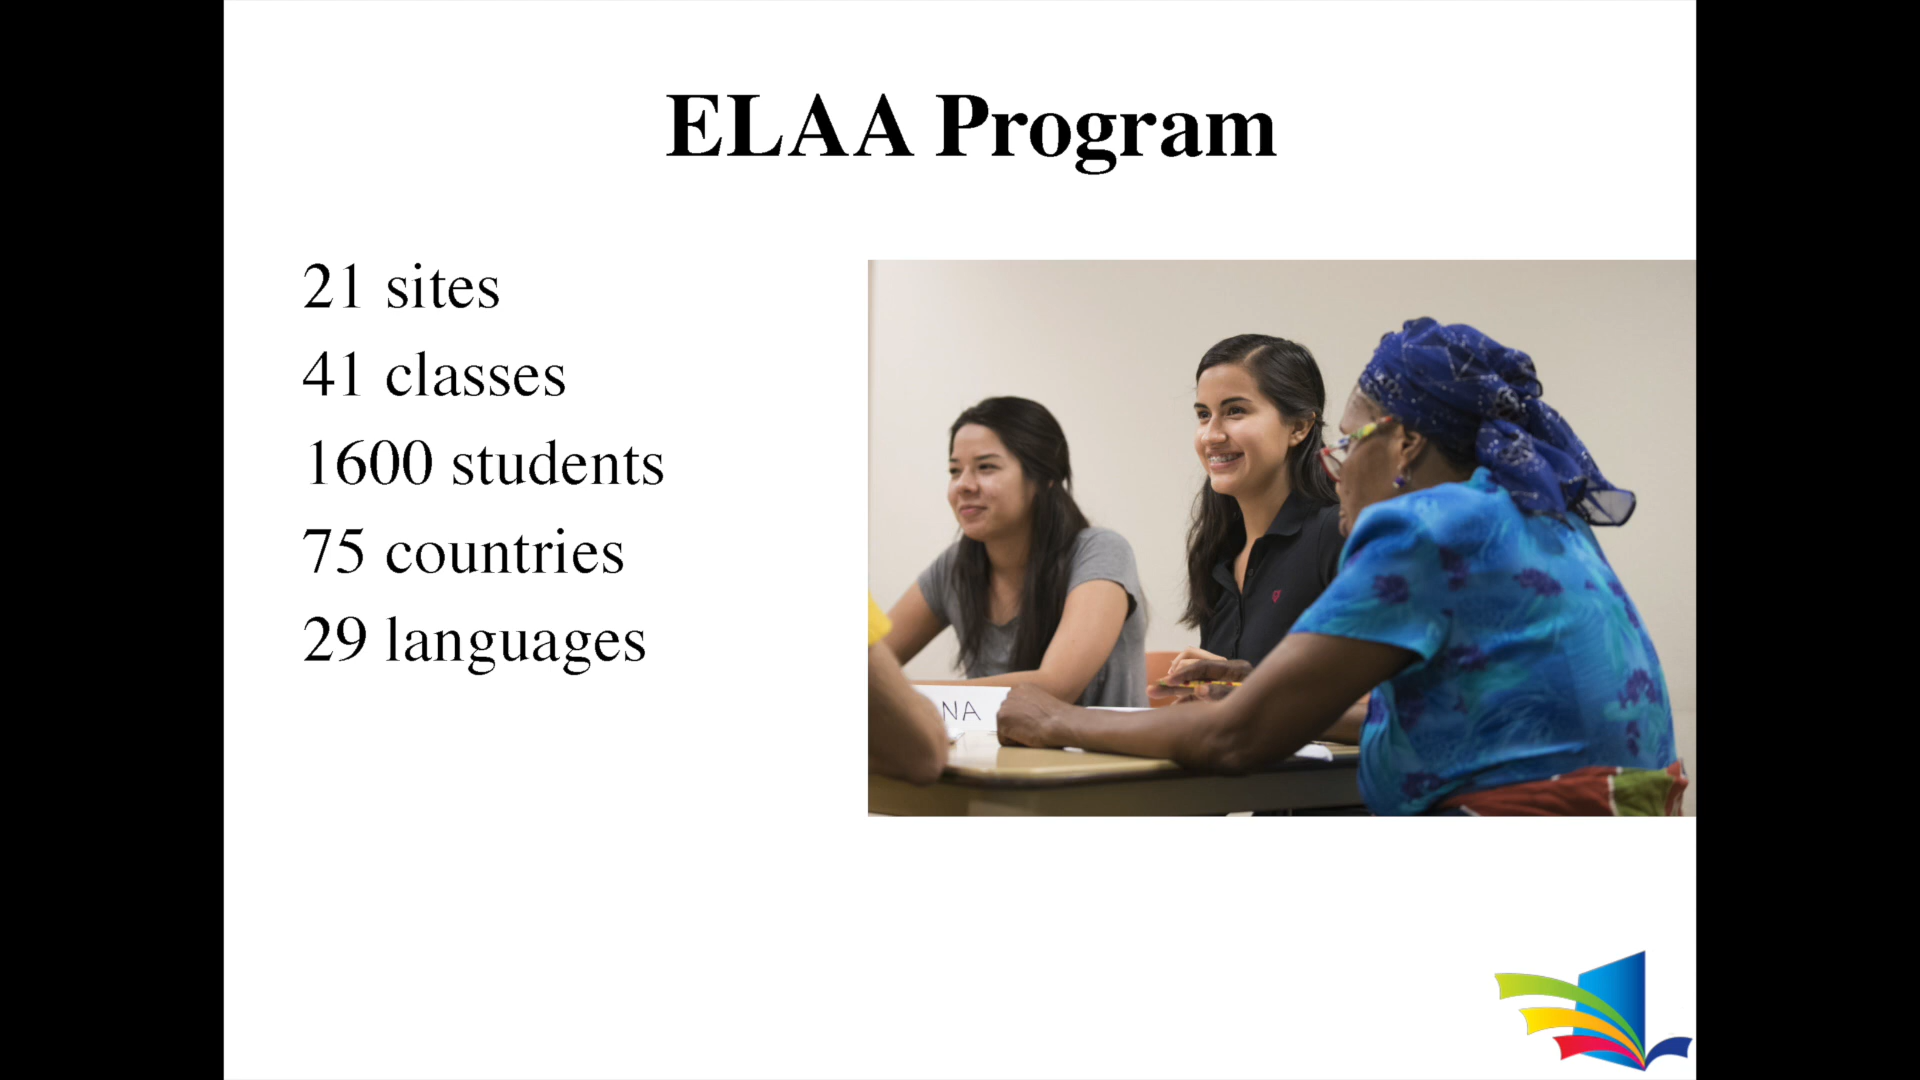 ELAA Program
21 sites
41 classes
1600 students
75 countries
29 languages
NA